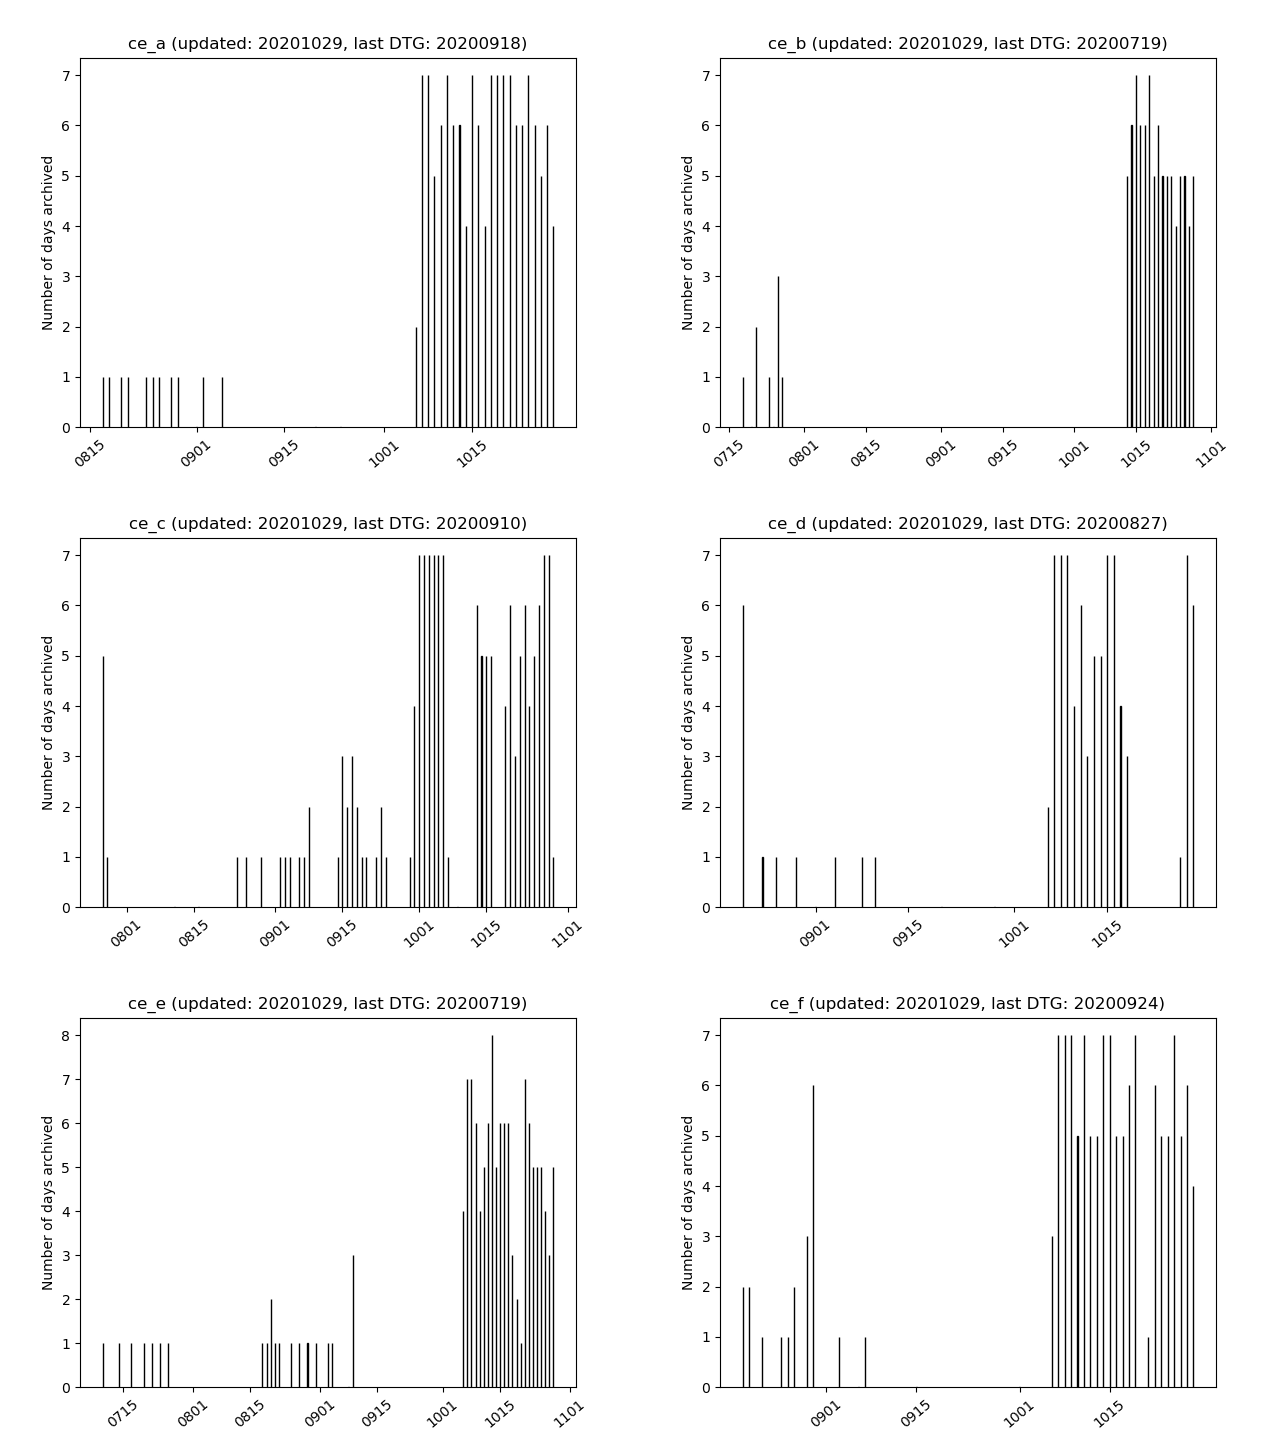 ce_a (updated: 20201029, last DTG: 20200918)
Number of days archived
7
6
5
4
3
2
1
0
0815 0901 0915 1001 1015
ce_b (updated: 20201029, last DTG: 20200719)
Number of days archived
7
6
5
4
3
2
1
0
0715 0801 0815 0901 0915 1001 1015 1101
ce_c (updated: 20201029, last DTG: 20200910)
Number of days archived
7
6
5
4
3
2
1
0
0801 0815 0901 0915 1001 1015 1101
ce_d (updated: 20201029, last DTG: 20200827)
Number of days archived
7
6
5
4
3
2
1
0
0901 0915 1001 1015
ce_e (updated: 20201029, last DTG: 20200719)
Number of days archived
8
7
6
5
4
3
2
1
0
0715 0801 0815 0901 0915 1001 1015 1101
ce_f (updated: 20201029, last DTG: 20200924)
Number of days archived
7
6
5
4
3
2
1
0
0901 0915 1001 1015